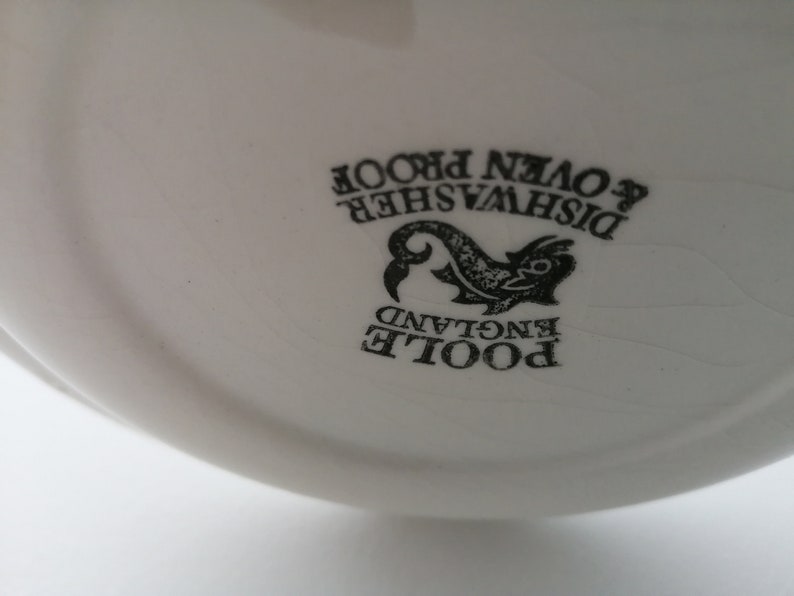 POOLE
ENGLAND
DISHWASHER
& OVEN PROOF